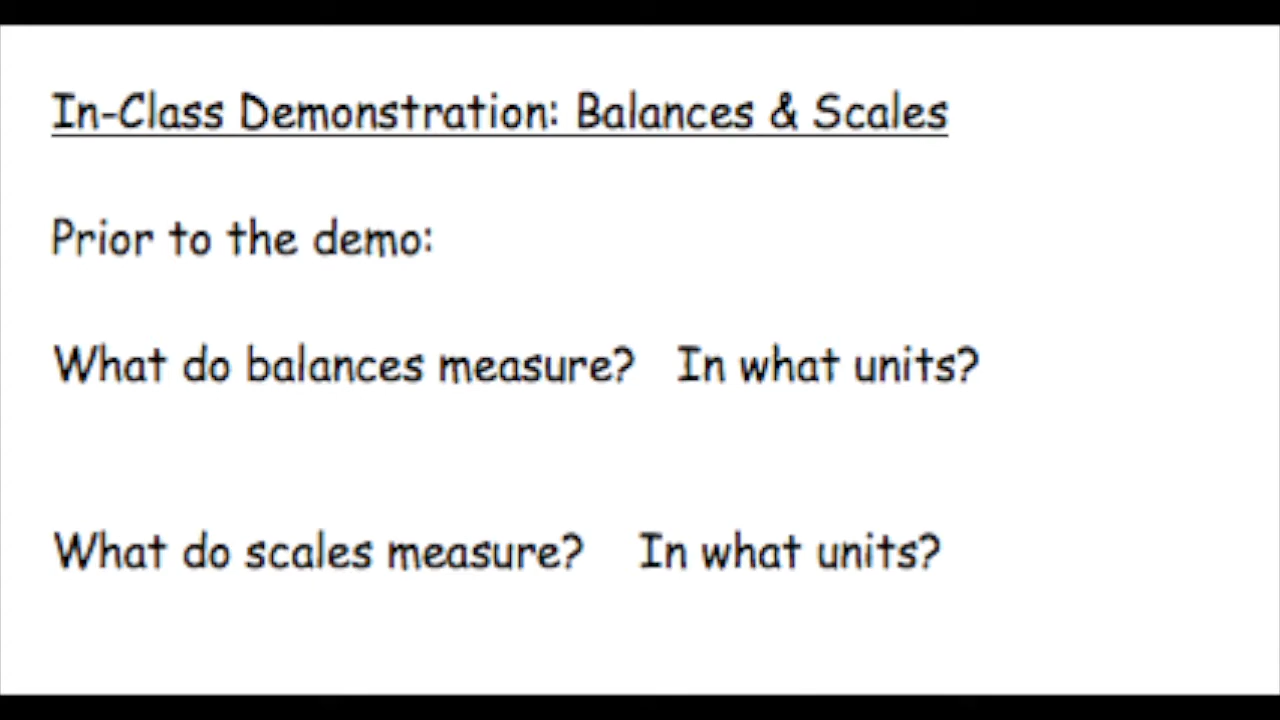 In-Class Demonstration: Balances & Scales
Prior to the demo:
What do balances measure? In what units?
What do scales measure? In what units?